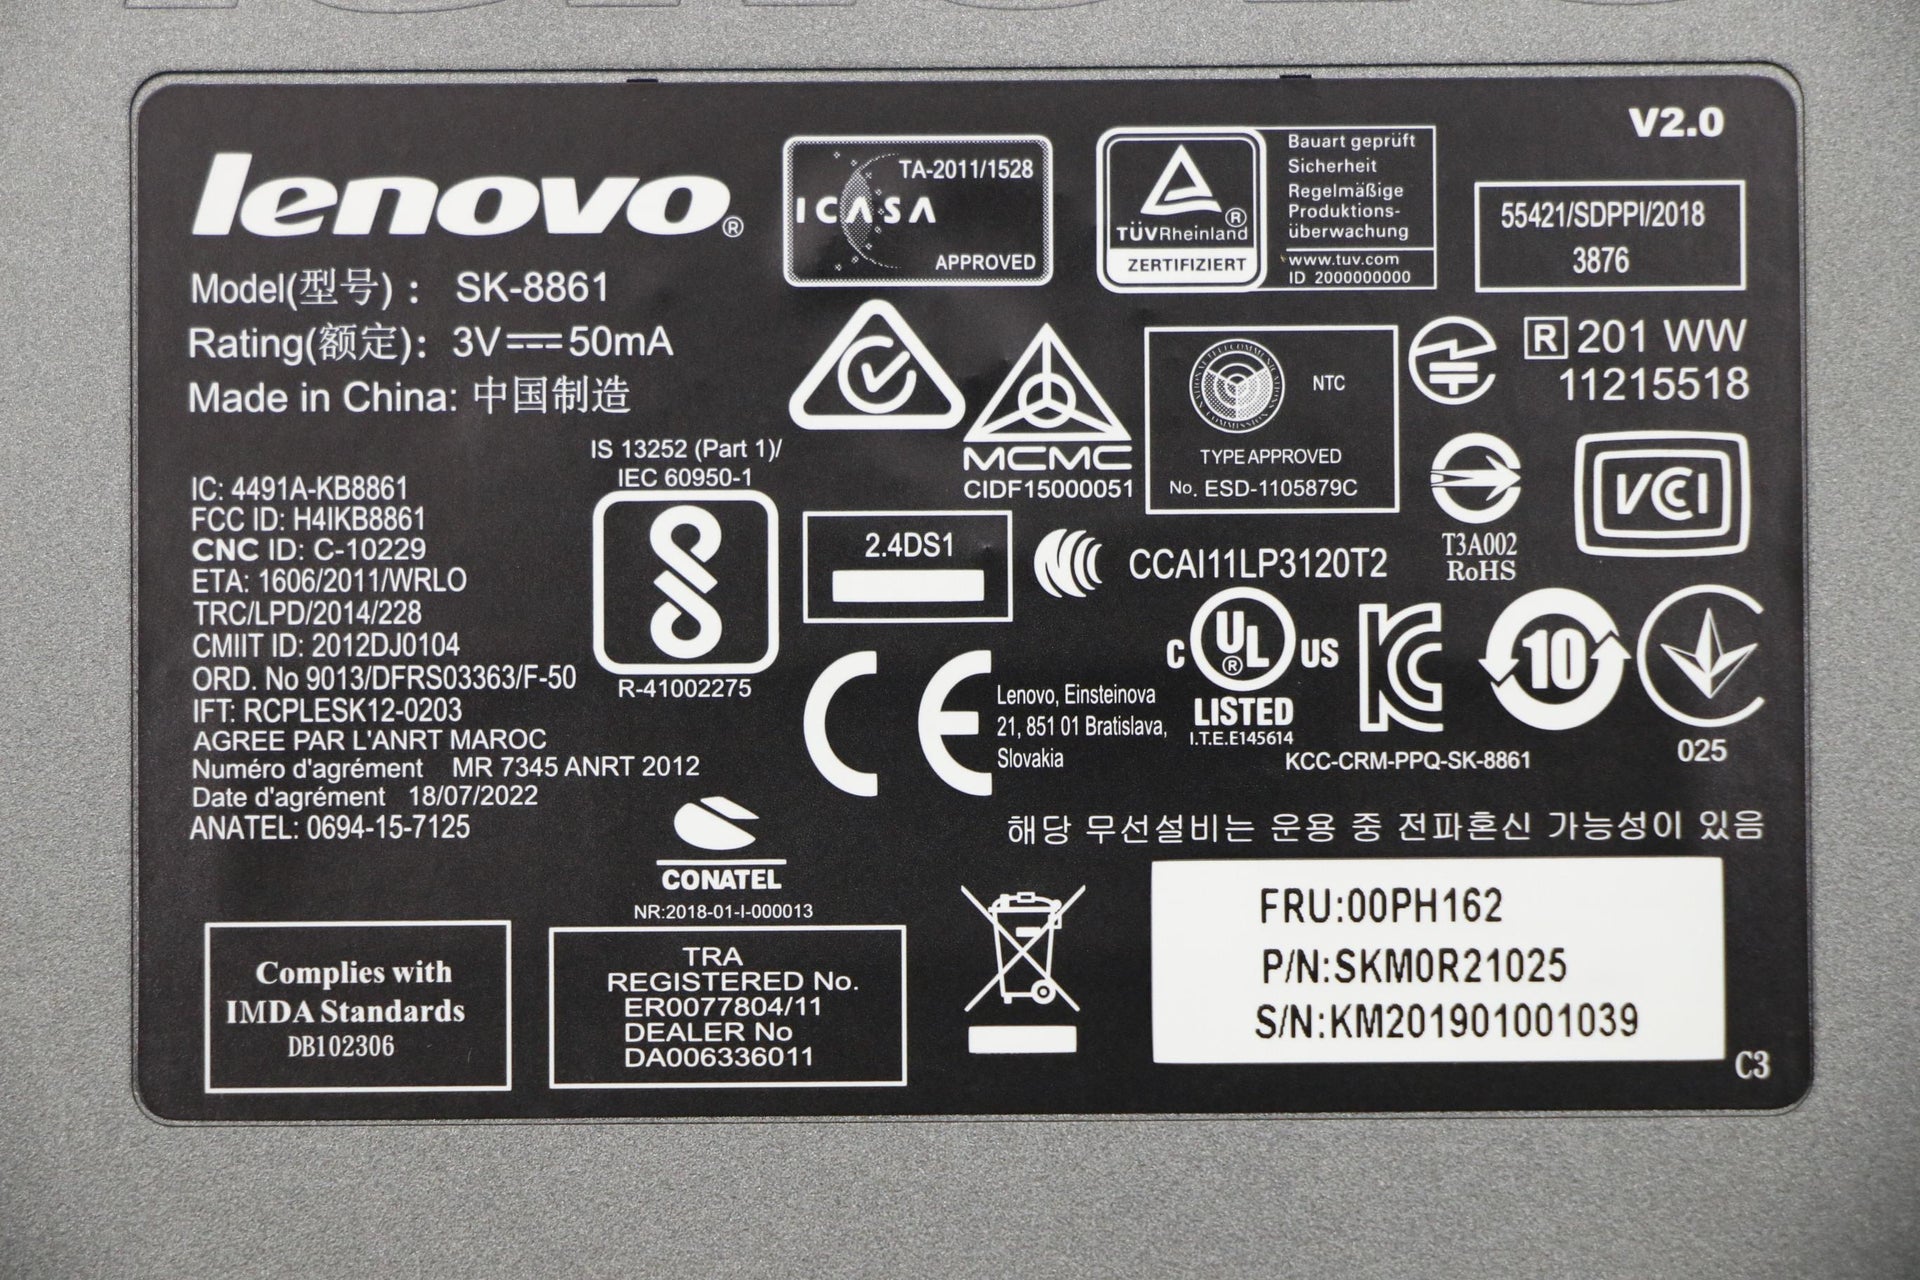 V2.0
lenovo®
Model(型号)： SK-8861
Rating(额定)： 3V⎓50mA
Made in China: 中国制造
TA-2011/1528
ICASA
APPROVED
TÜVRheinland®
ZERTIFIZIERT
Bauart geprüft
Sicherheit
Regelmäßige
Produktions-
überwachung
www.tuv.com
ID 2000000000
55421/SDPPI/2018
3876
MCMC
CIDF15000051
NTC
TYPE APPROVED
No. ESD-1105879C
R 201 WW
11215518
IS 13252 (Part 1)/
IEC 60950-1
R-41002275
IC: 4491A-KB8861
FCC ID: H4IKB8861
CNC ID: C-10229
ETA: 1606/2011/WRLO
TRC/LPD/2014/228
CMIIT ID: 2012DJ0104
ORD. No 9013/DFRS03363/F-50
IFT: RCPLESK12-0203
AGREE PAR L'ANRT MAROC
Numéro d'agrément MR 7345 ANRT 2012
Date d'agrément 18/07/2022
ANATEL: 0694-15-7125
2.4DS1
CCAI11LP3120T2
T3A002
RoHS
VCCI
CE
Lenovo, Einsteinova
21, 851 01 Bratislava,
Slovakia
C UL® US
LISTED
I.T.E.E145614
KC
10
025
KCC-CRM-PPQ-SK-8861
해당 무선설비는 운용 중 전파혼신 가능성이 있음
CONATEL
NR:2018-01-I-000013
Complies with
IMDA Standards
DB102306
TRA
REGISTERED No.
ER0077804/11
DEALER No
DA006336011
FRU:00PH162
P/N:SKM0R21025
S/N:KM201901001039
C3